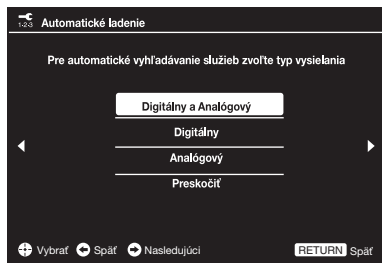 1·2·3 Automatické ladenie
Pre automatické vyhľadávanie služieb zvoľte typ vysielania
Digitálny a Analógový
Digitálny
Analógový
Preskočiť
Vybrať Späť Nasledujúci RETURN Späť